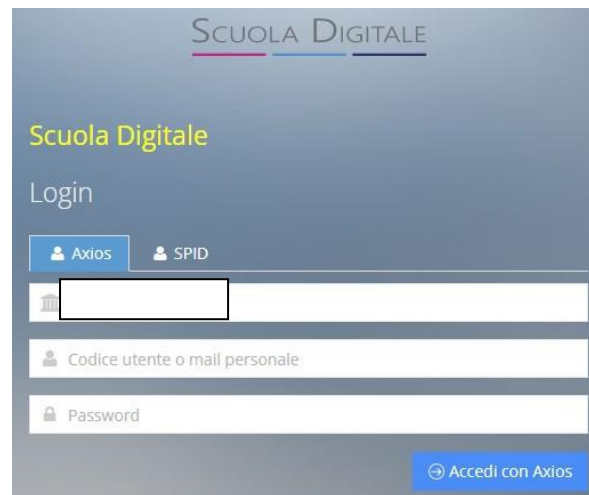 SCUOLA DIGITALE
Scuola Digitale
Login
Axios SPID
Codice utente o mail personale
Password
Accedi con Axios